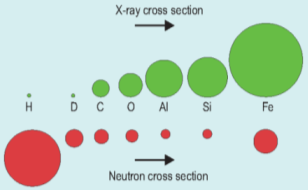 X-ray cross section
H D C O Al Si Fe
Neutron cross section